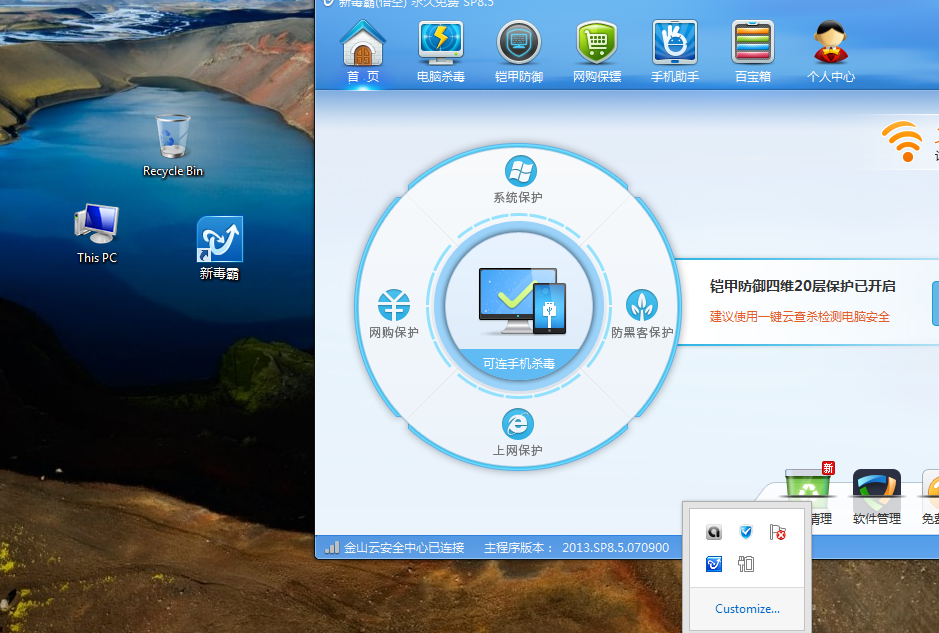 新毒霸(悟空) 永久免费 SP8.5
首 页
电脑杀毒
铠甲防御
网购保镖
手机助手
百宝箱
个人中心
Recycle Bin
This PC
新毒霸
系统保护
网购保护
防黑客保护
可连手机杀毒
上网保护
铠甲防御四维20层保护已开启
建议使用一键云查杀检测电脑安全
新
清理
软件管理
免费
金山云安全中心已连接
主程序版本： 2013.SP8.5.070900
Customize...